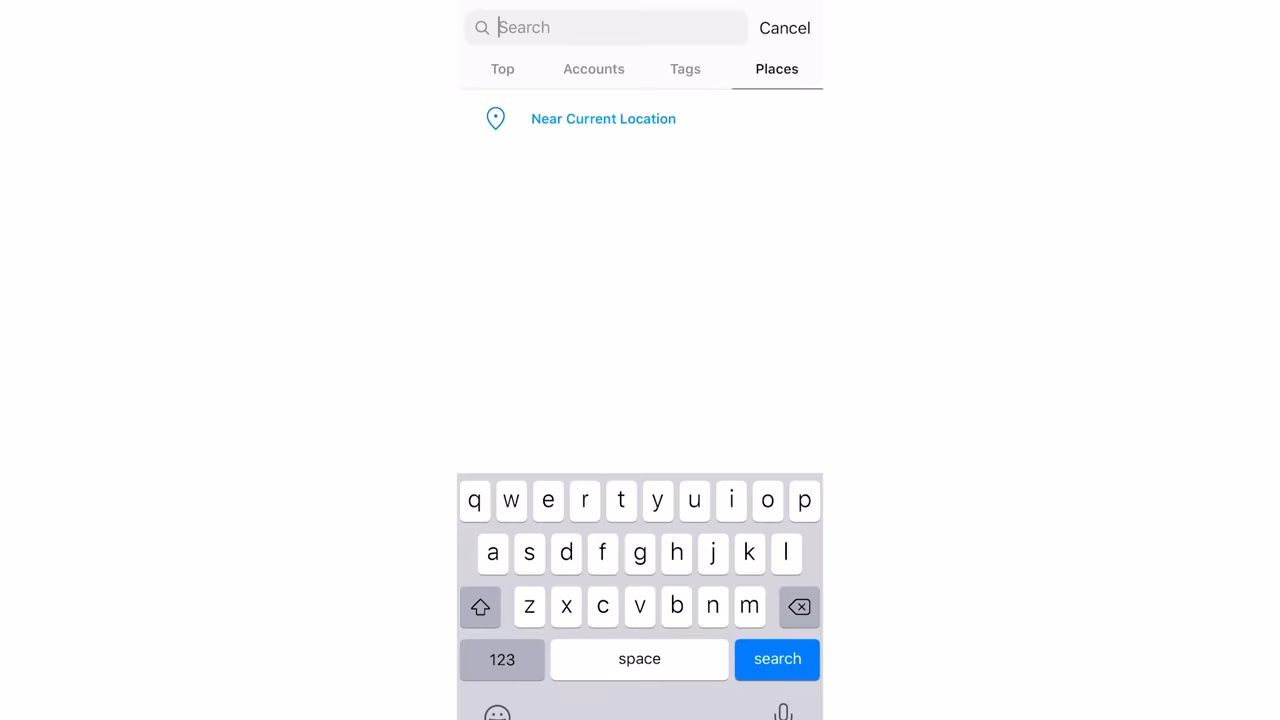 Search Cancel
Top Accounts Tags Places
Near Current Location
q w e r t y u i o p
a s d f g h j k l
z x c v b n m
123 space search